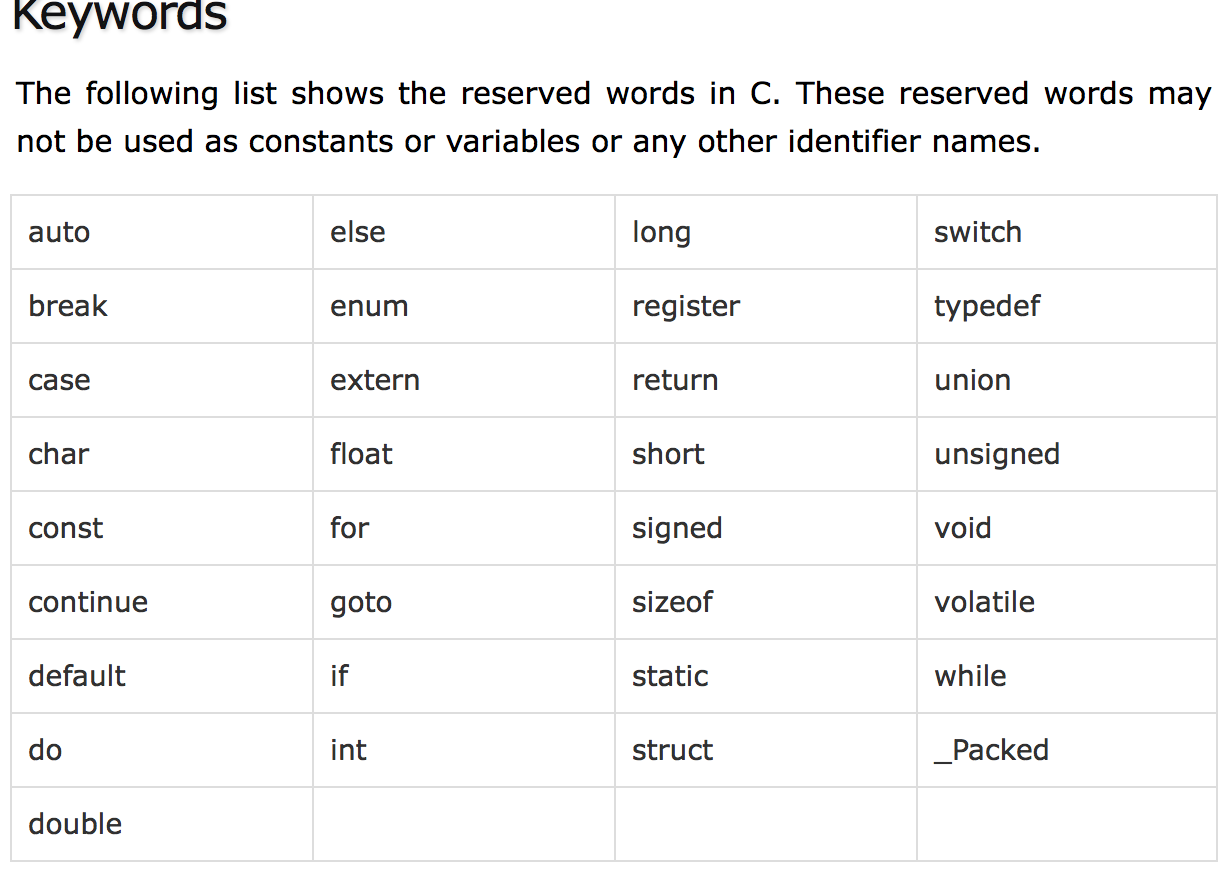 Keywords
The following list shows the reserved words in C. These reserved words may
not be used as constants or variables or any other identifier names.
auto else long switch
break enum register typedef
case extern return union
char float short unsigned
const for signed void
continue goto sizeof volatile
default if static while
do int struct _Packed
double